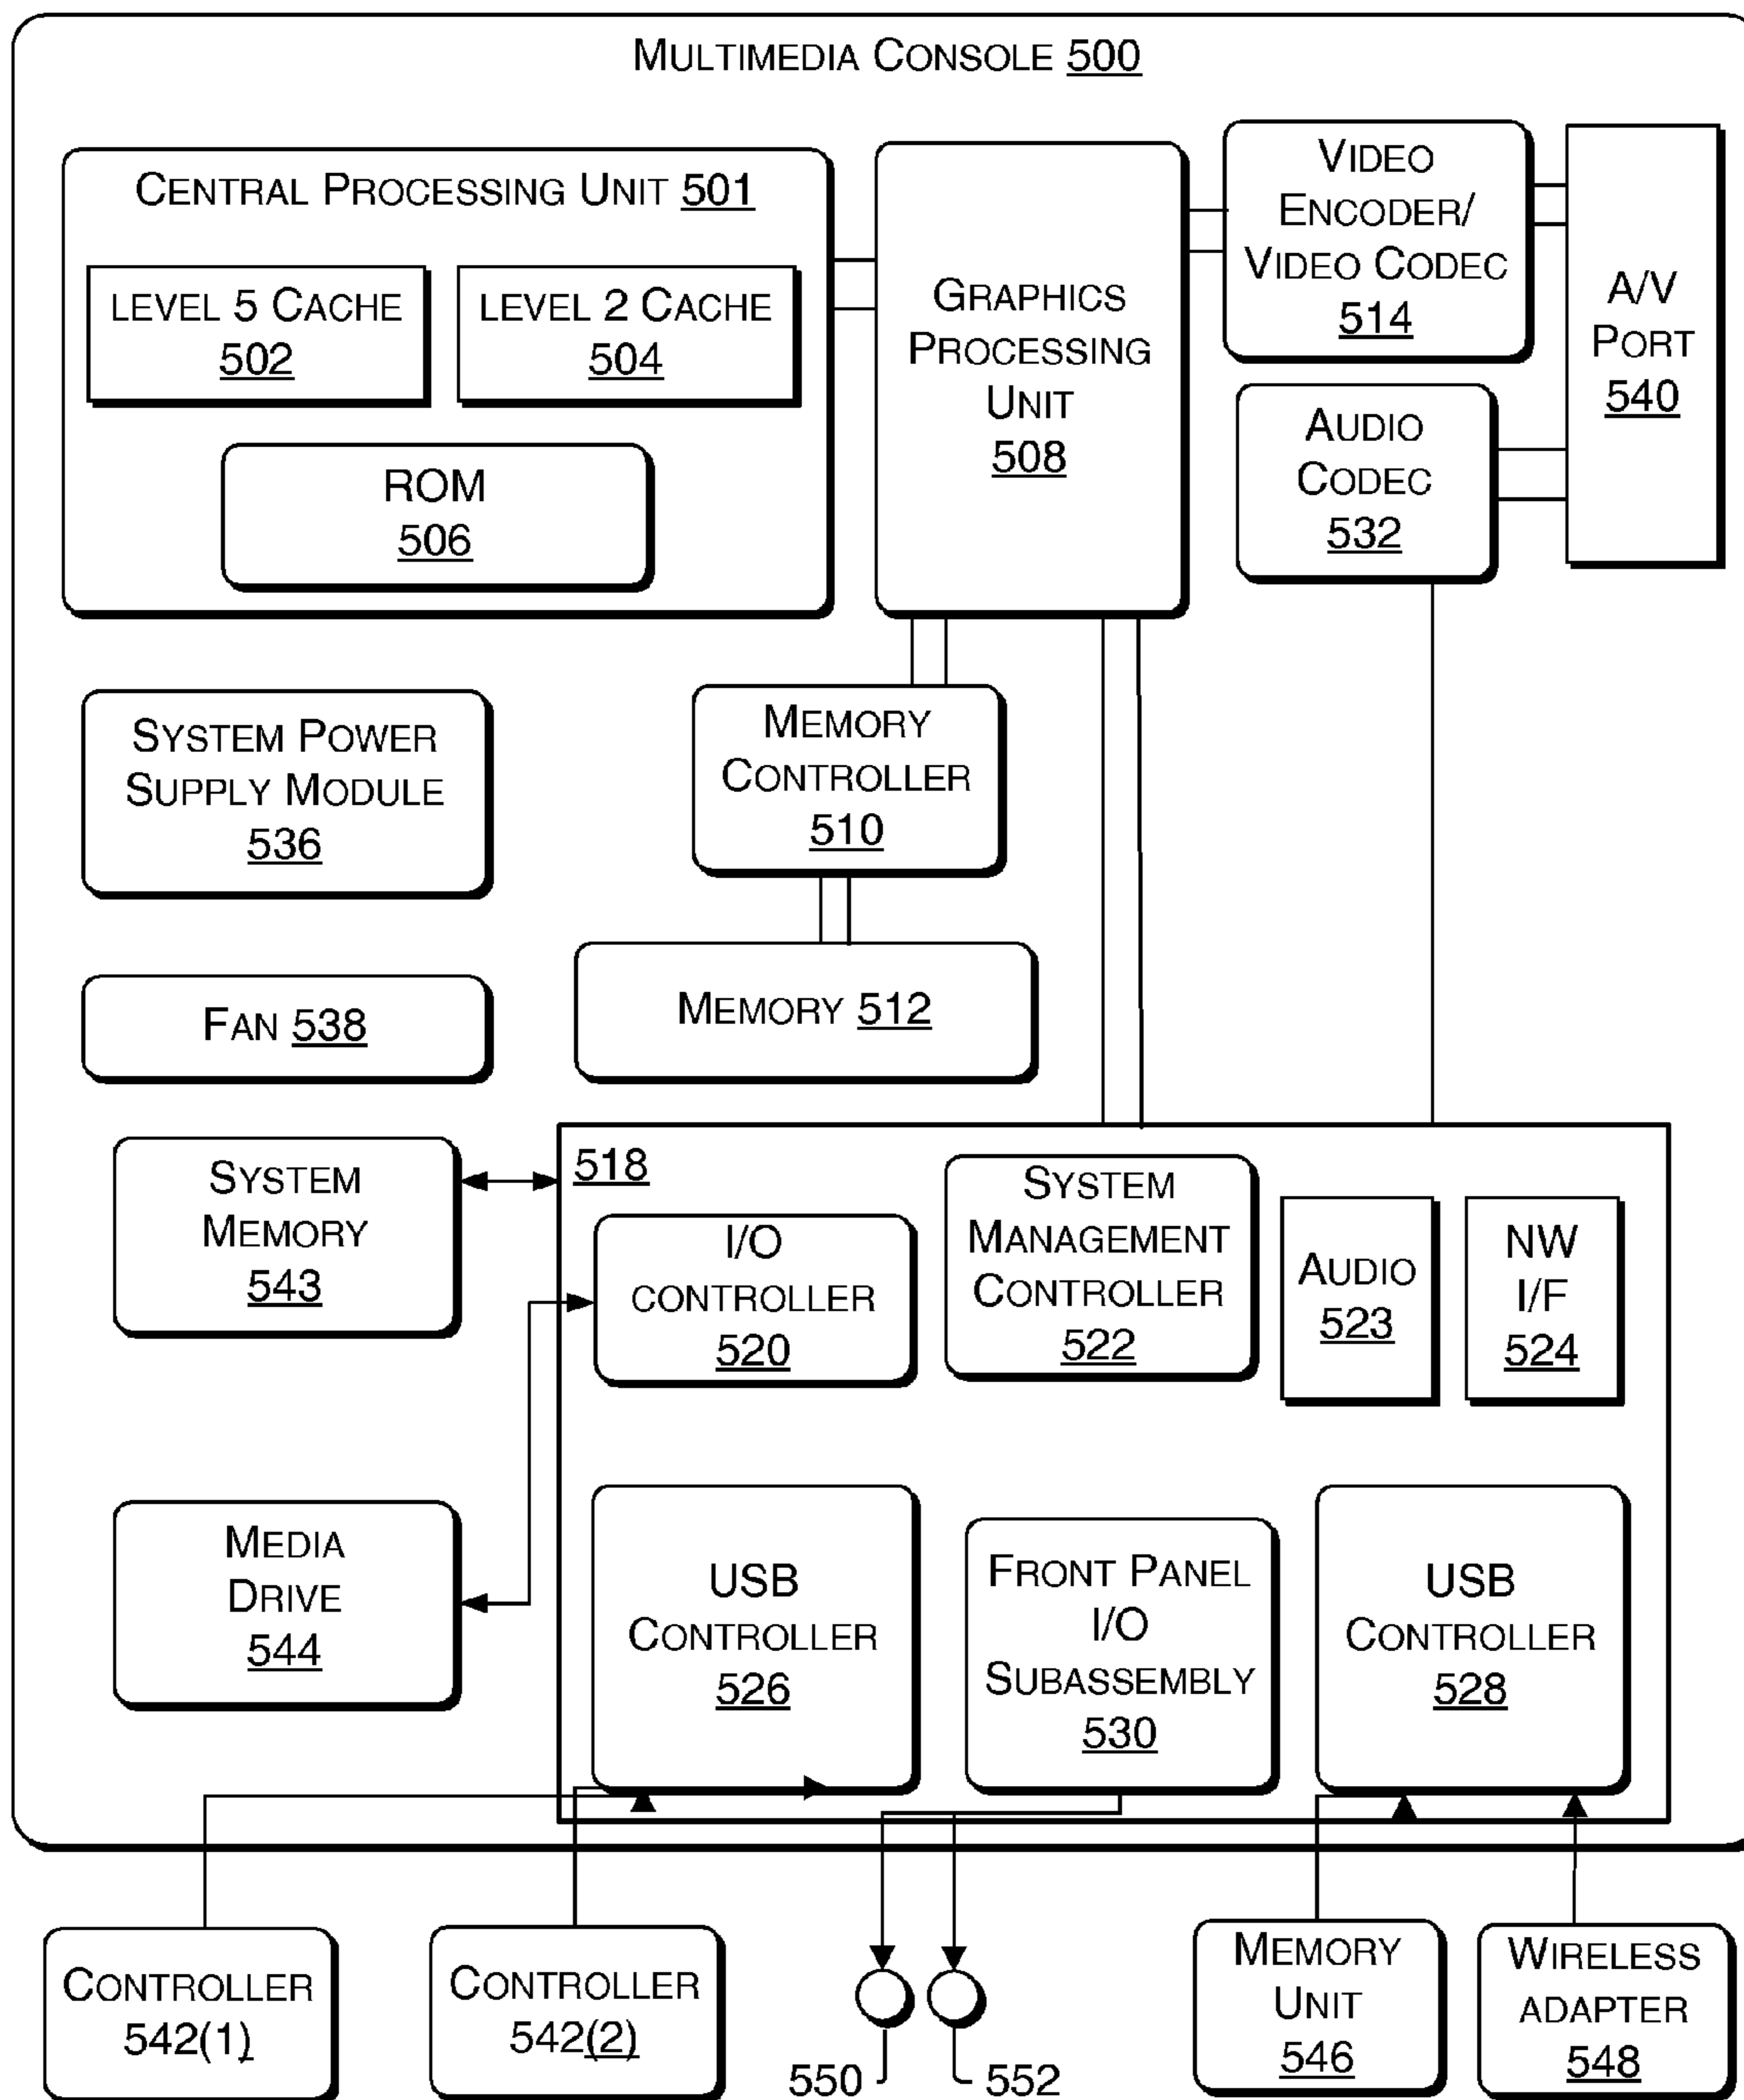 MULTIMEDIA CONSOLE 500
CENTRAL PROCESSING UNIT 501
LEVEL 5 CACHE
502
LEVEL 2 CACHE
504
ROM
506
GRAPHICS
PROCESSING
UNIT
508
VIDEO
ENCODER/
VIDEO CODEC
514
A/V
PORT
540
AUDIO
CODEC
532
SYSTEM POWER
SUPPLY MODULE
536
MEMORY
CONTROLLER
510
FAN 538
MEMORY 512
SYSTEM
MEMORY
543
518
I/O
CONTROLLER
520
SYSTEM
MANAGEMENT
CONTROLLER
522
AUDIO
523
NW
I/F
524
MEDIA
DRIVE
544
USB
CONTROLLER
526
FRONT PANEL
I/O
SUBASSEMBLY
530
USB
CONTROLLER
528
CONTROLLER
542(1)
CONTROLLER
542(2)
550
552
MEMORY
UNIT
546
WIRELESS
ADAPTER
548